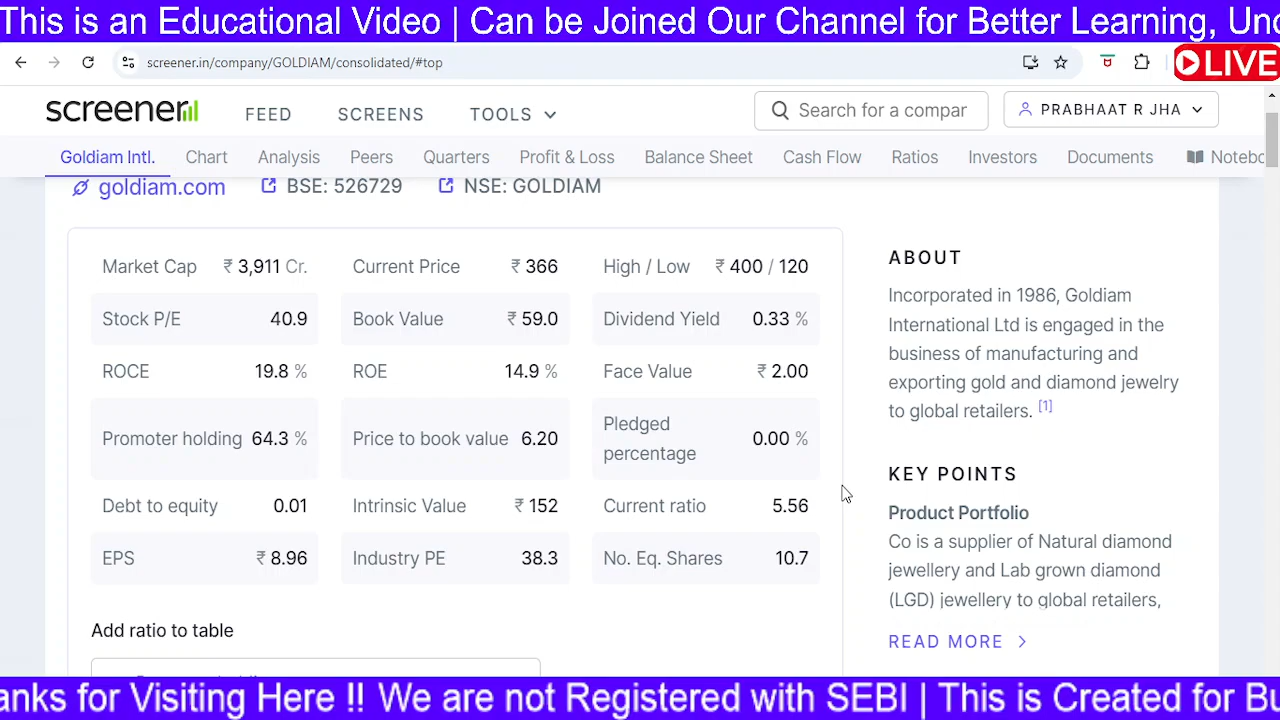 This is an Educational Video | Can be Joined Our Channel for Better Learning, Und
screener.in/company/GOLDIAM/consolidated/#top
LIVE
screener FEED SCREENS TOOLS Search for a compar PRABHAAT R JHA
Goldiam Intl. Chart Analysis Peers Quarters Profit & Loss Balance Sheet Cash Flow Ratios Investors Documents Notebo
goldiam.com BSE: 526729 NSE: GOLDIAM
Market Cap ₹ 3,911 Cr. Current Price ₹ 366 High / Low ₹ 400 / 120
Stock P/E 40.9 Book Value ₹ 59.0 Dividend Yield 0.33 %
ROCE 19.8 % ROE 14.9 % Face Value ₹ 2.00
Promoter holding 64.3 % Price to book value 6.20 Pledged percentage 0.00 %
Debt to equity 0.01 Intrinsic Value ₹ 152 Current ratio 5.56
EPS ₹ 8.96 Industry PE 38.3 No. Eq. Shares 10.7
Add ratio to table
ABOUT
Incorporated in 1986, Goldiam
International Ltd is engaged in the
business of manufacturing and
exporting gold and diamond jewelry
to global retailers. [1]
KEY POINTS
Product Portfolio
Co is a supplier of Natural diamond
jewellery and Lab grown diamond
(LGD) jewellery to global retailers,
READ MORE
anks for Visiting Here !! We are not Registered with SEBI | This is Created for Bu